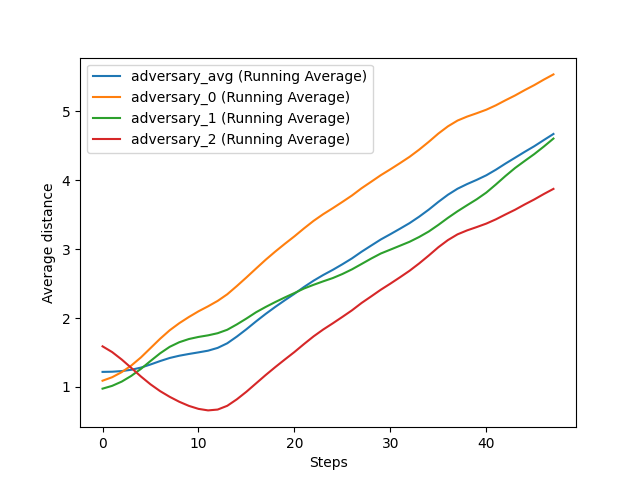 adversary_avg (Running Average)
adversary_0 (Running Average)
adversary_1 (Running Average)
adversary_2 (Running Average)
Average distance
5
4
3
2
1
0
10
20
30
40
Steps